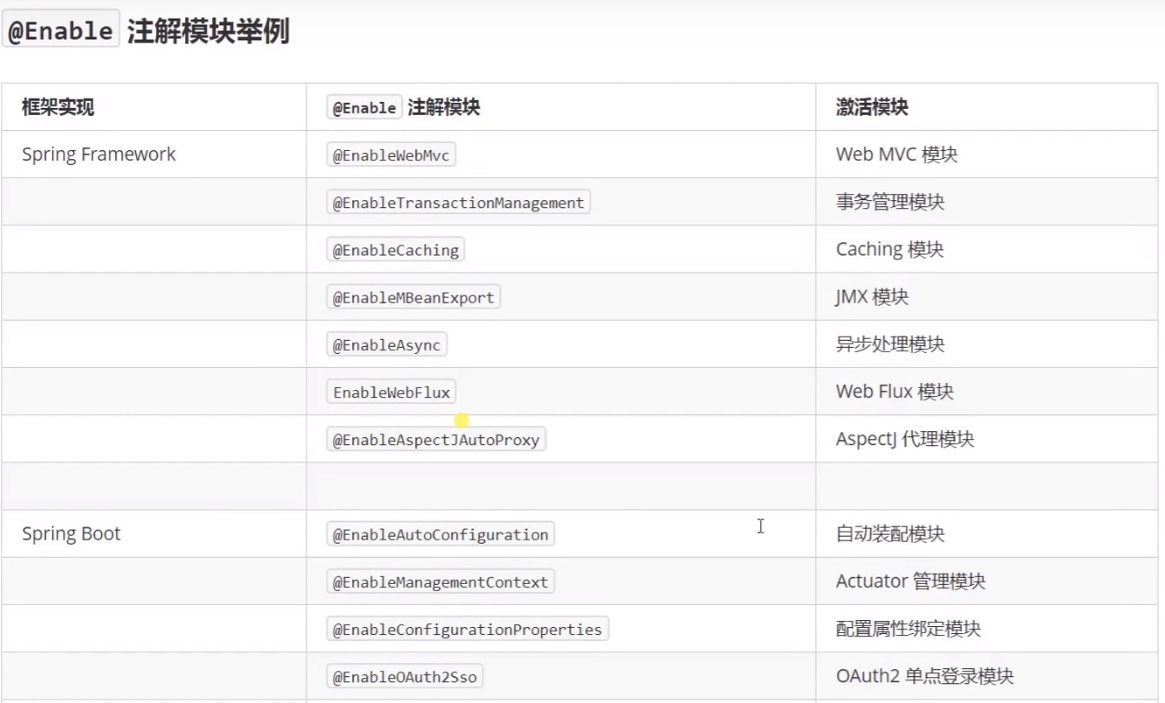 @Enable 注解模块举例
框架实现 @Enable 注解模块 激活模块
Spring Framework @EnableWebMvc Web MVC 模块
@EnableTransactionManagement 事务管理模块
@EnableCaching Caching 模块
@EnableMBeanExport JMX 模块
@EnableAsync 异步处理模块
EnableWebFlux Web Flux 模块
@EnableAspectJAutoProxy AspectJ 代理模块
Spring Boot @EnableAutoConfiguration 自动装配模块
@EnableManagementContext Actuator 管理模块
@EnableConfigurationProperties 配置属性绑定模块
@EnableOAuth2Sso OAuth2 单点登录模块